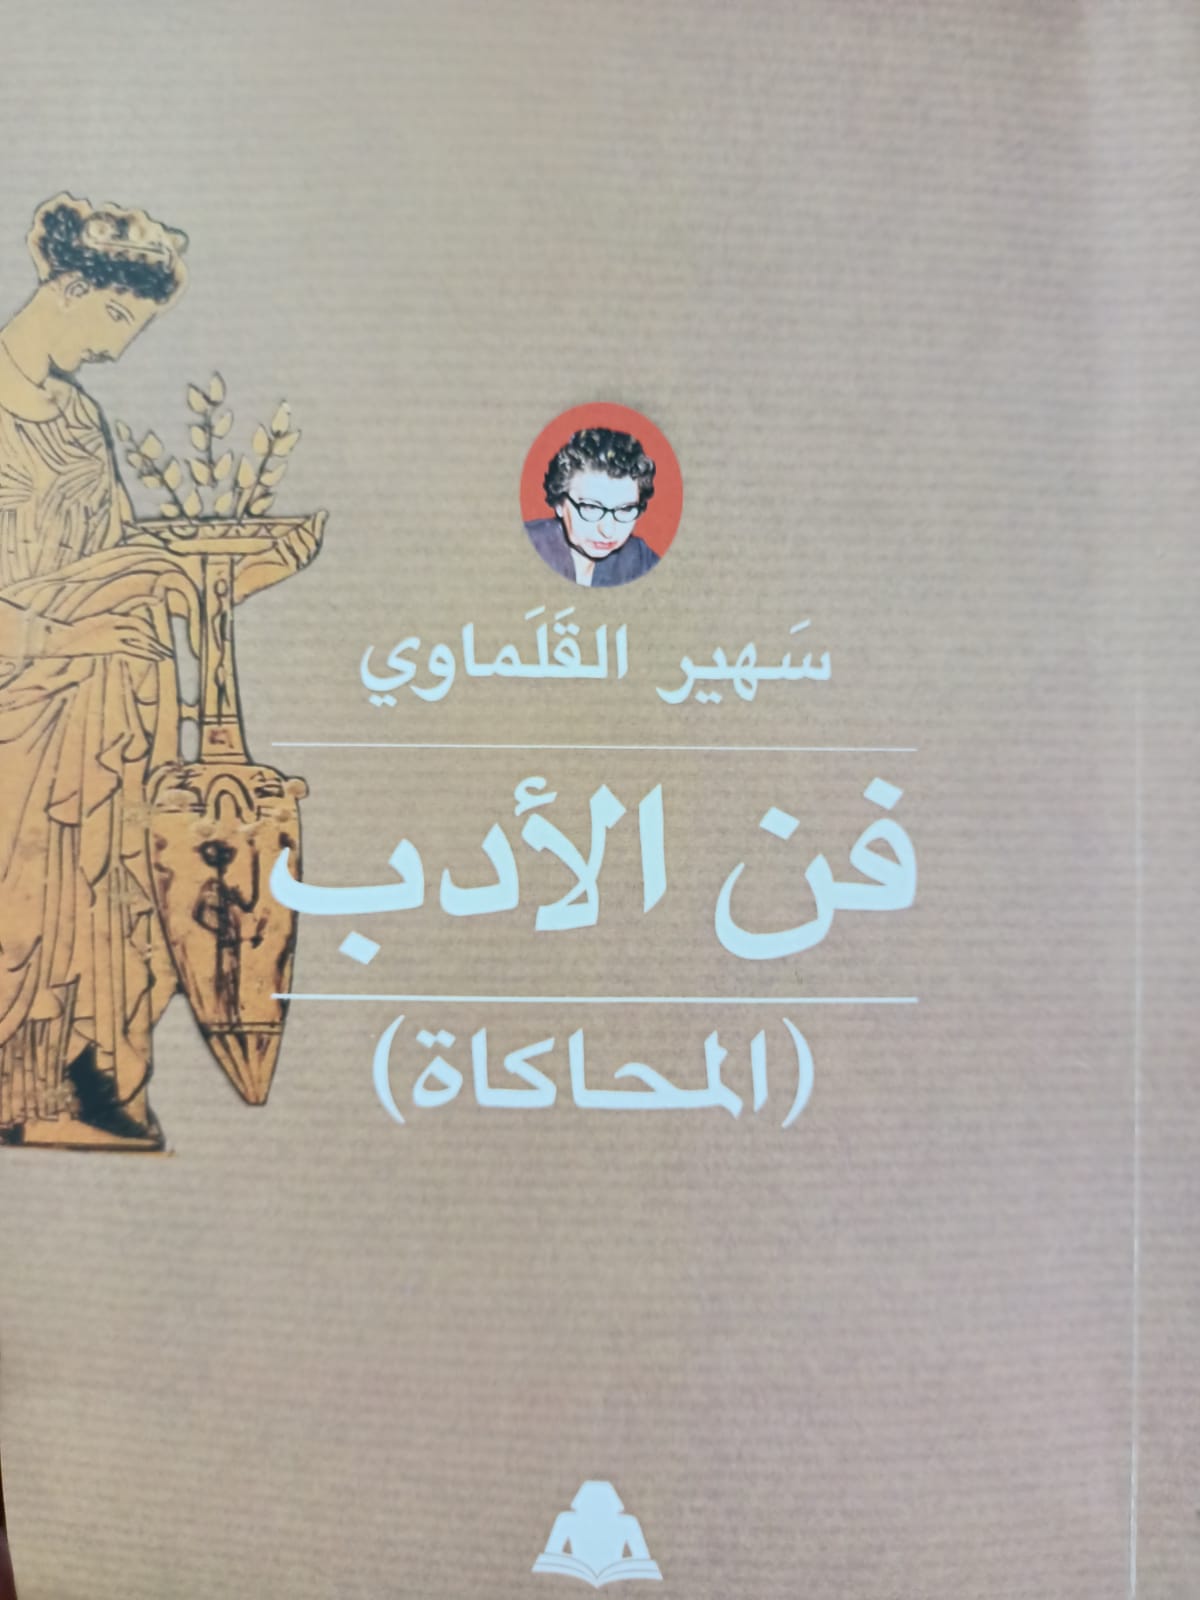 سَهير القَلَماوي
فن الأدب
(المحاكاة)